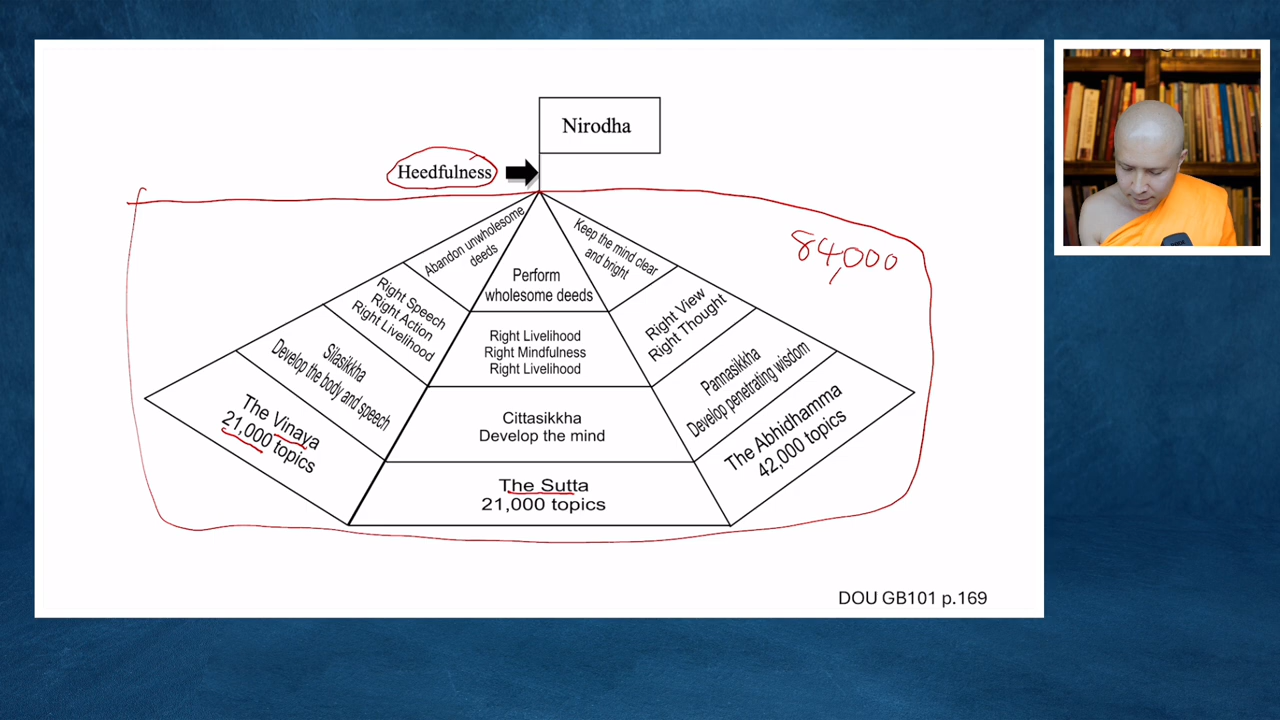 Nirodha
Heedfulness
84,000
Abandon unwholesome
deeds
Perform
wholesome deeds
Keep the mind clear
and bright
Right Speech
Right Action
Right Livelihood
Right Livelihood
Right Mindfulness
Right Livelihood
Right View
Right Thought
Silasikkha
Develop the body and speech
Cittasikkha
Develop the mind
Pannasikkha
Develop penetrating wisdom
The Vinaya
21,000 topics
The Sutta
21,000 topics
The Abhidhamma
42,000 topics
DOU GB101 p.169